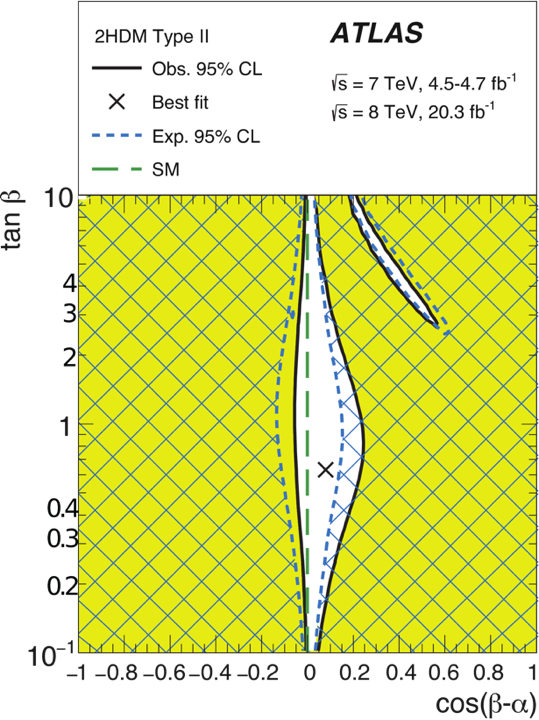 2HDM Type II
ATLAS
Obs. 95% CL
√s = 7 TeV, 4.5-4.7 fb⁻¹
Best fit
√s = 8 TeV, 20.3 fb⁻¹
Exp. 95% CL
SM
tan β
10
4
3
2
1
0.4
0.3
0.2
10⁻¹
−1 −0.8 −0.6 −0.4 −0.2 0 0.2 0.4 0.6 0.8 1
cos(β-α)